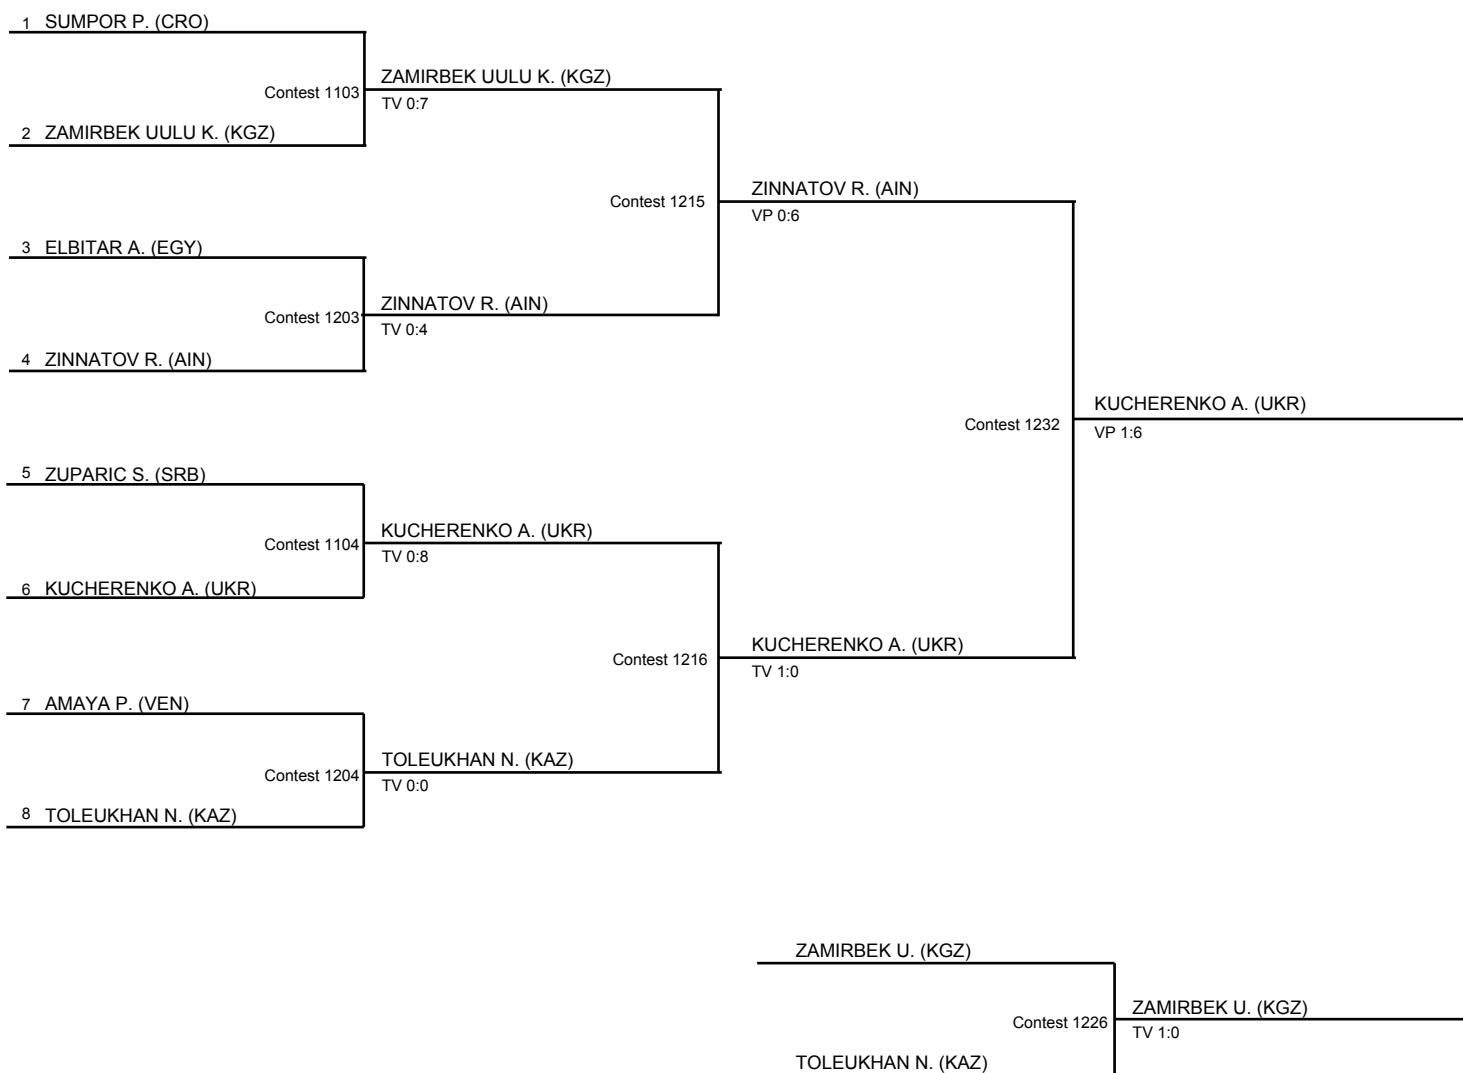 1 SUMPOR P. (CRO)
ZAMIRBEK UULU K. (KGZ)
Contest 1103
TV 0:7
2 ZAMIRBEK UULU K. (KGZ)
ZINNATOV R. (AIN)
Contest 1215
VP 0:6
3 ELBITAR A. (EGY)
ZINNATOV R. (AIN)
Contest 1203
TV 0:4
4 ZINNATOV R. (AIN)
KUCHERENKO A. (UKR)
Contest 1232
VP 1:6
5 ZUPARIC S. (SRB)
KUCHERENKO A. (UKR)
Contest 1104
TV 0:8
6 KUCHERENKO A. (UKR)
KUCHERENKO A. (UKR)
Contest 1216
TV 1:0
7 AMAYA P. (VEN)
TOLEUKHAN N. (KAZ)
Contest 1204
TV 0:0
8 TOLEUKHAN N. (KAZ)
ZAMIRBEK U. (KGZ)
ZAMIRBEK U. (KGZ)
Contest 1226
TV 1:0
TOLEUKHAN N. (KAZ)